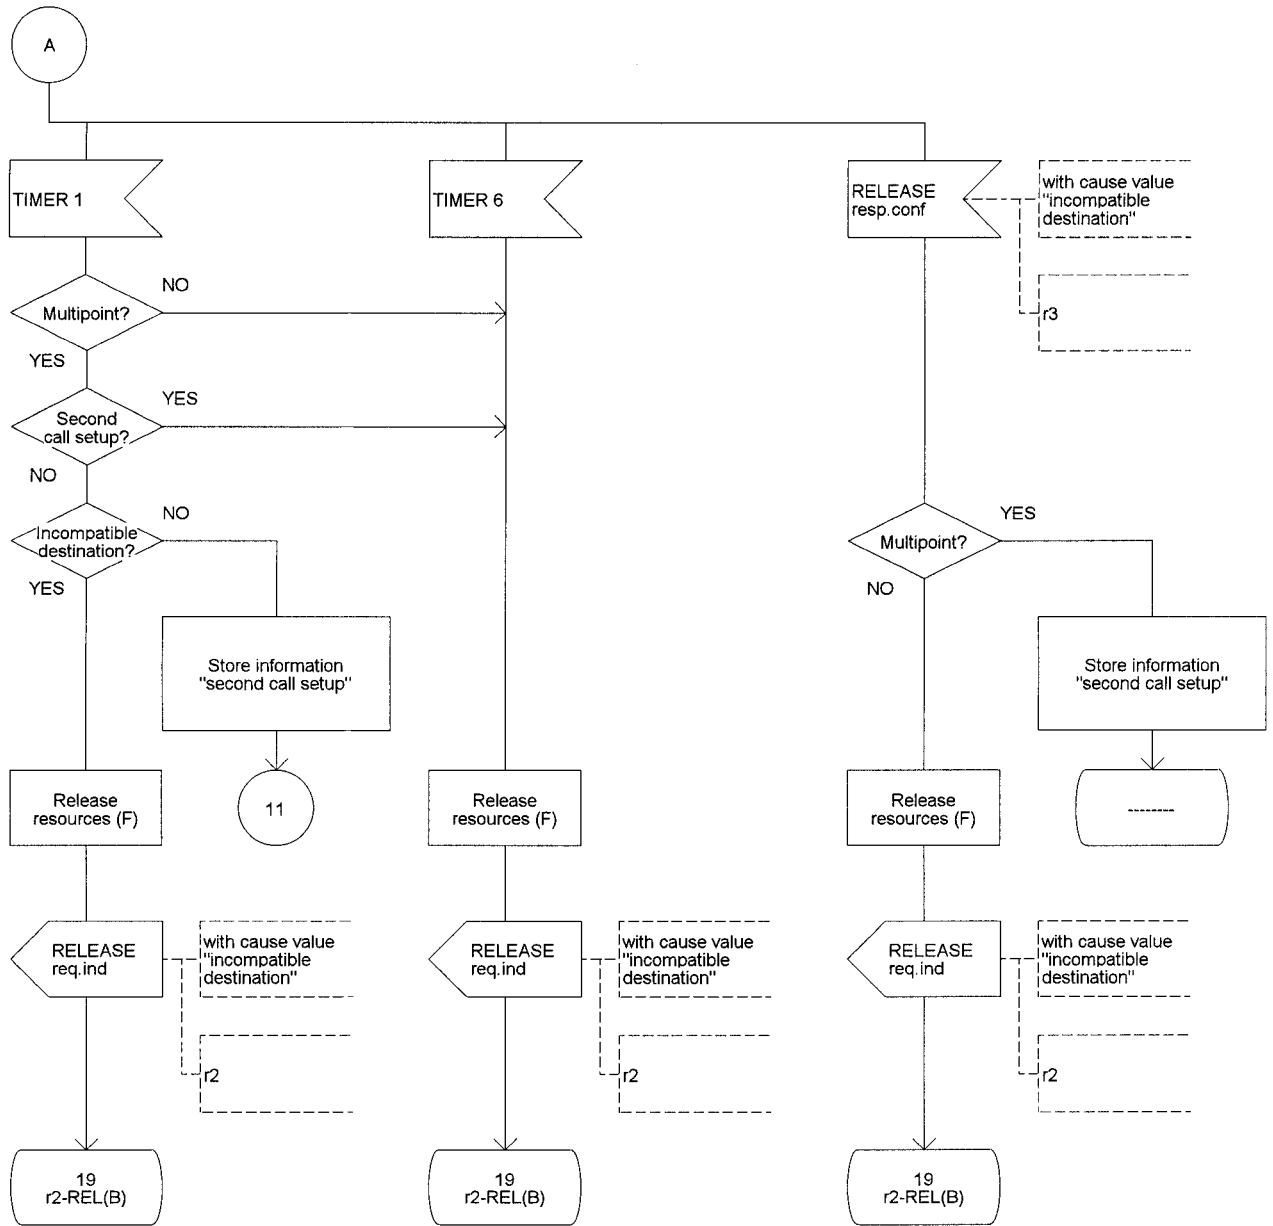 A
TIMER 1
TIMER 6
RELEASE
resp.conf
with cause value
"incompatible
destination"
r3
Multipoint?
NO
YES
Second
call setup?
YES
NO
Incompatible
destination?
NO
YES
Multipoint?
YES
NO
Store information
"second call setup"
Store information
"second call setup"
Release
resources (F)
11
Release
resources (F)
Release
resources (F)
--------
RELEASE
req.ind
with cause value
"incompatible
destination"
r2
RELEASE
req.ind
with cause value
"incompatible
destination"
r2
RELEASE
req.ind
with cause value
"incompatible
destination"
r2
19
r2-REL(B)
19
r2-REL(B)
19
r2-REL(B)